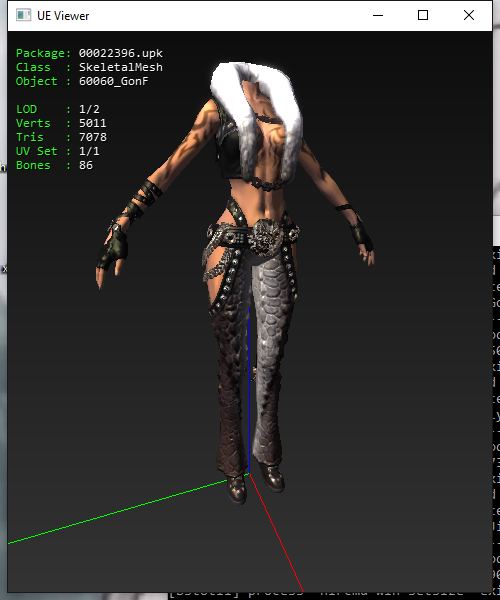 UE Viewer
Package: 00022396.upk
Class : SkeletalMesh
Object : 60060_GonF
LOD : 1/2
Verts : 5011
Tris : 7078
UV Set : 1/1
Bones : 86